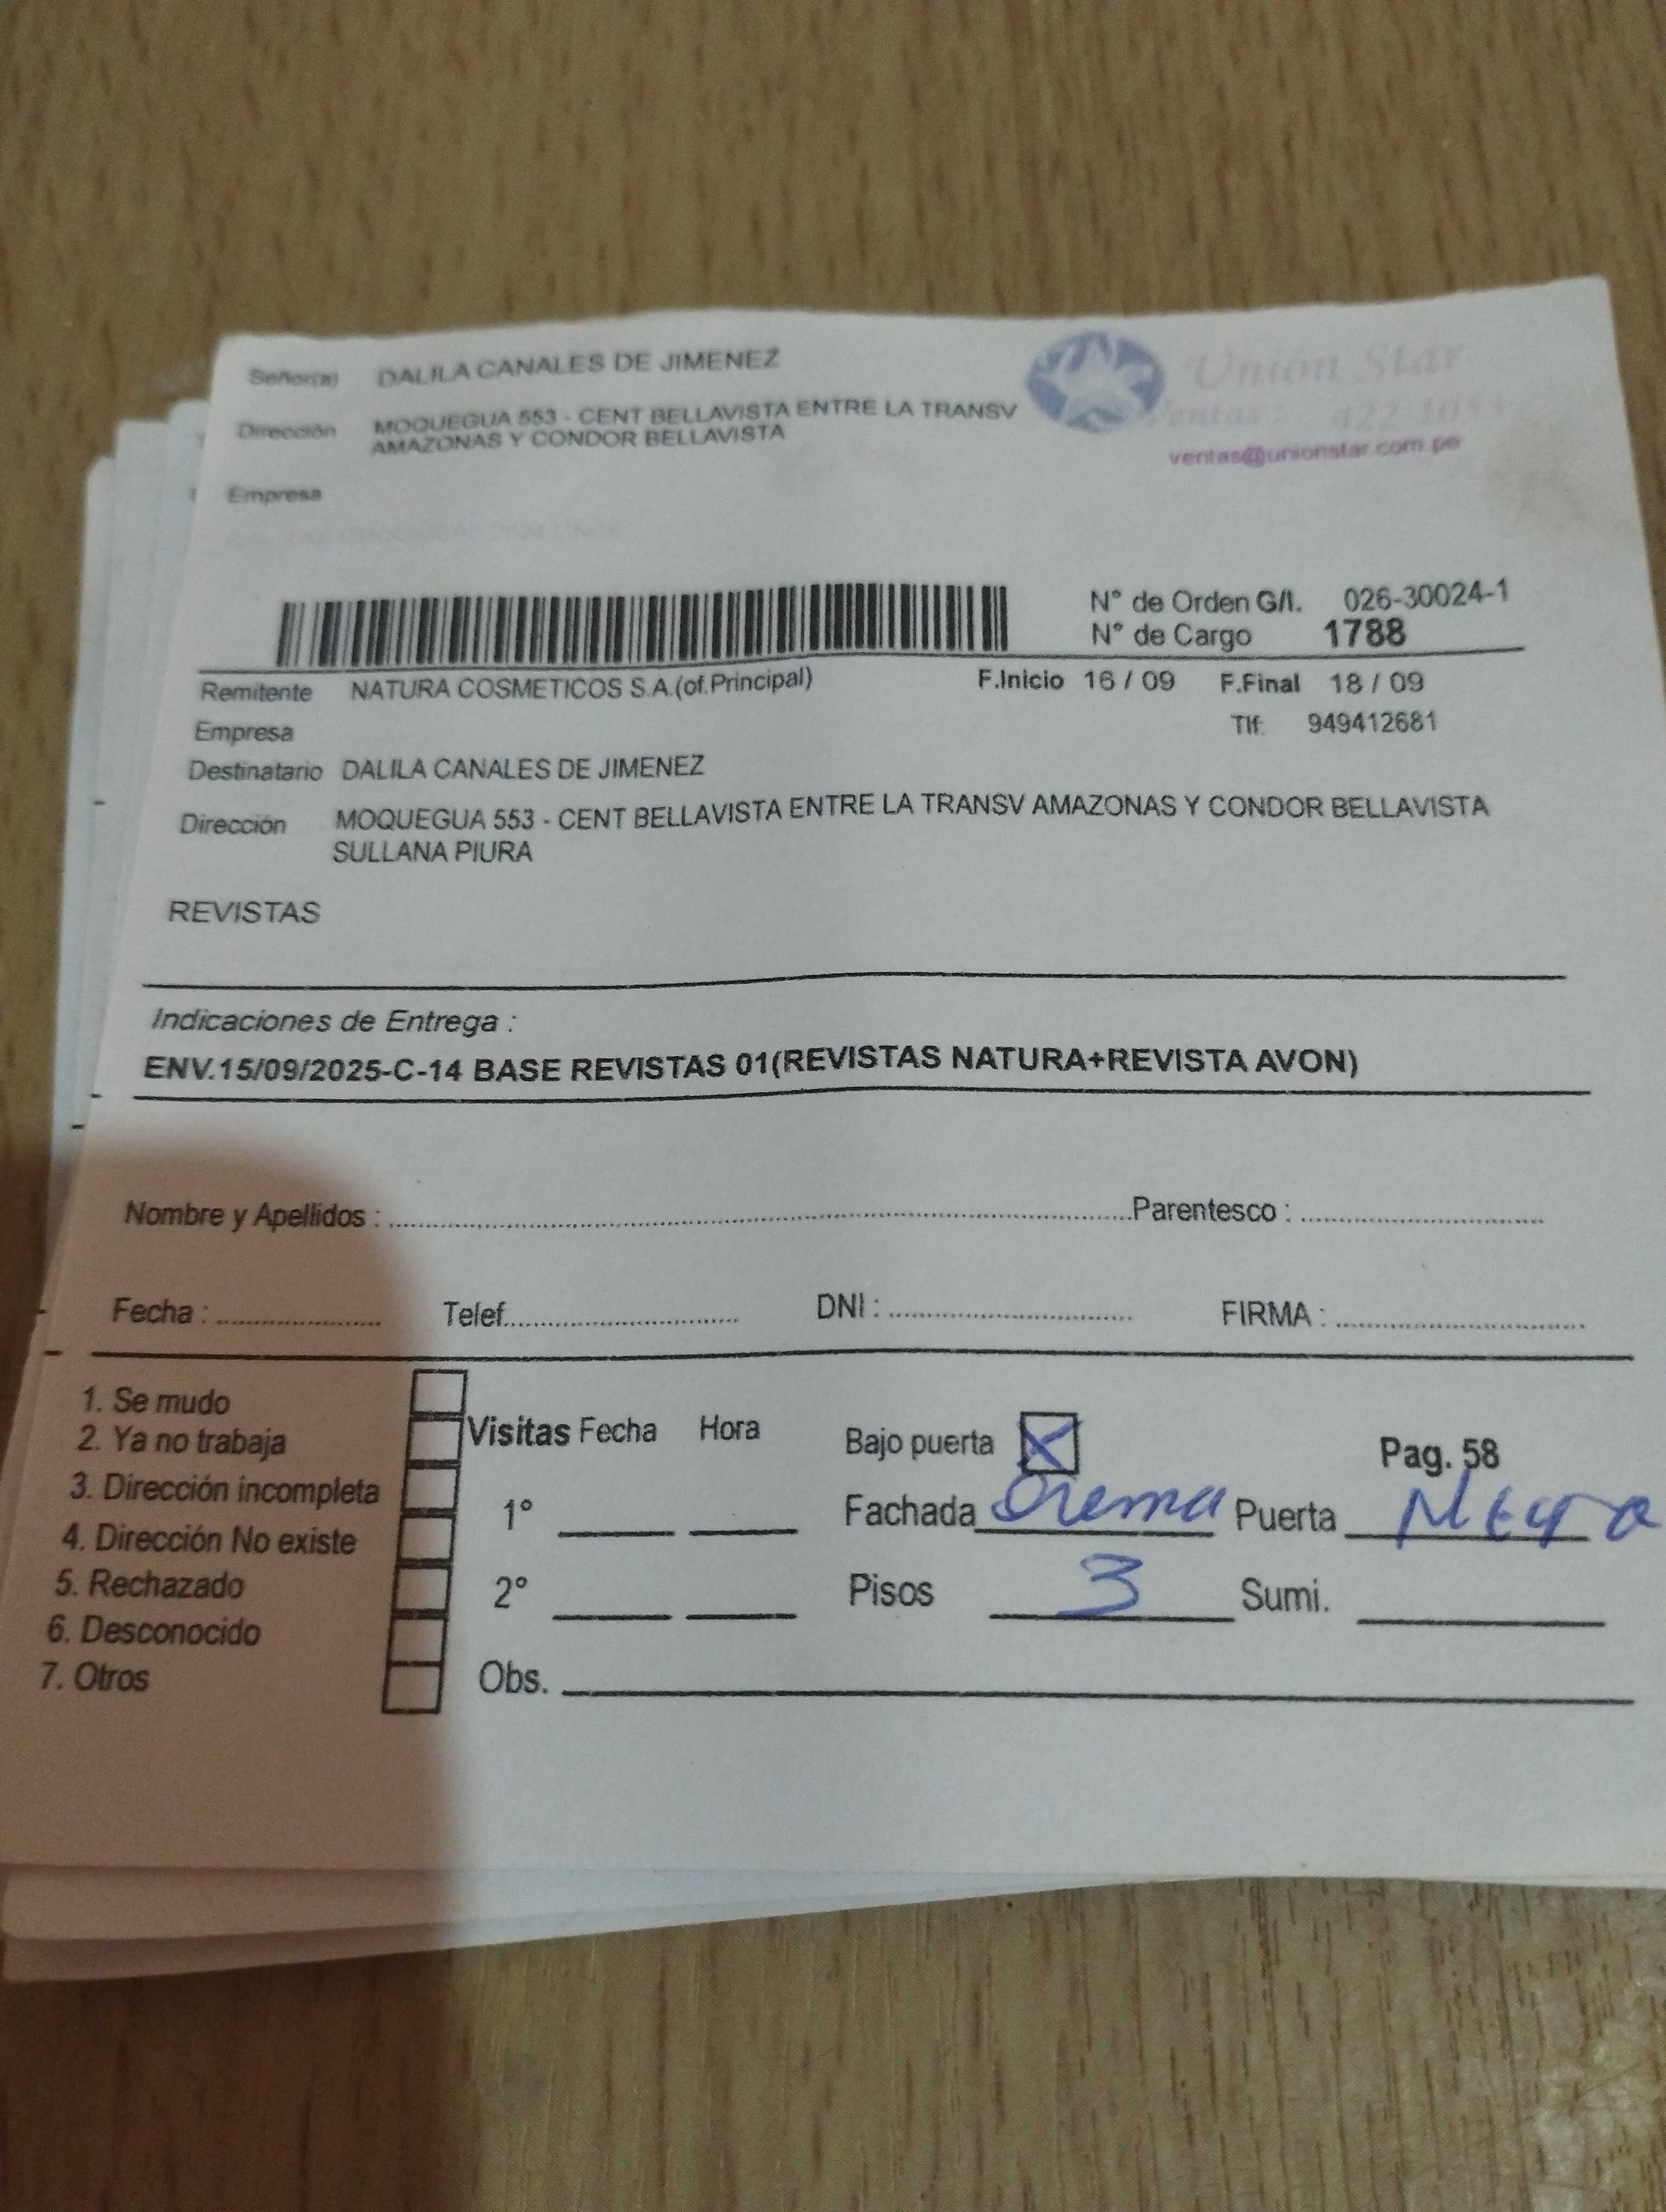 Señor(a) DALILA CANALES DE JIMENEZ
Unión Star
Dirección MOQUEGUA 553 - CENT BELLAVISTA ENTRE LA TRANSV
AMAZONAS Y CONDOR BELLAVISTA
Ventas:
ventas@unionstar.com.pe
Empresa
N° de Orden G/I. 026-30024-1
N° de Cargo 1788
Remitente NATURA COSMETICOS S.A.(of.Principal) F.Inicio 16 / 09 F.Final 18 / 09
Empresa Tlf: 949412681
Destinatario DALILA CANALES DE JIMENEZ
Dirección MOQUEGUA 553 - CENT BELLAVISTA ENTRE LA TRANSV AMAZONAS Y CONDOR BELLAVISTA
SULLANA PIURA
REVISTAS
Indicaciones de Entrega :
ENV.15/09/2025-C-14 BASE REVISTAS 01(REVISTAS NATURA+REVISTA AVON)
Nombre y Apellidos : Parentesco :
Fecha : Telef. DNI : FIRMA :
1. Se mudo
2. Ya no trabaja
3. Dirección incompleta
4. Dirección No existe
5. Rechazado
6. Desconocido
7. Otros
Visitas Fecha Hora
1°
2°
Obs.
Bajo puerta X Pag. 58
Fachada Crema Puerta Negra
Pisos 3 Sumi.